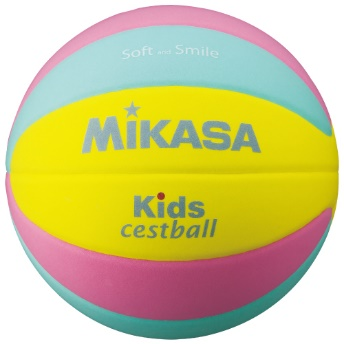 Soft and Smile
MIKASA
Kids
cestball